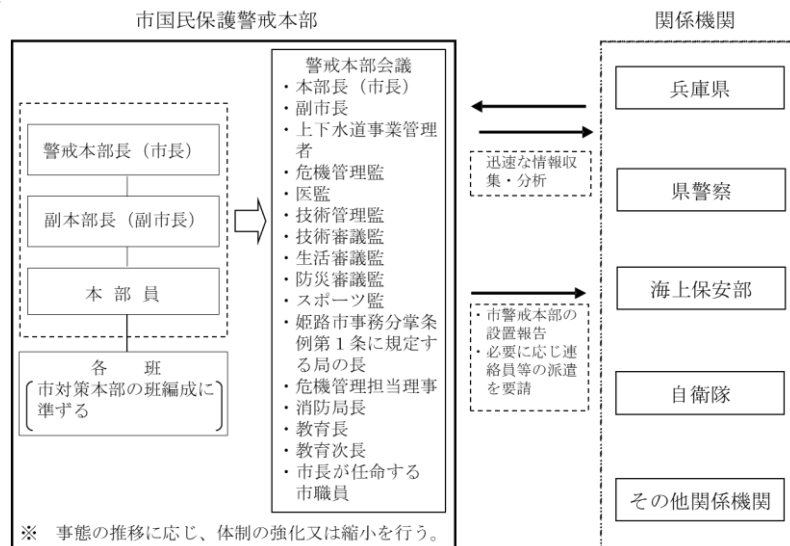 市国民保護警戒本部
警戒本部長（市長）
副本部長（副市長）
本 部 員
各　班
市対策本部の班編成に
準ずる
警戒本部会議
・本部長（市長）
・副市長
・上下水道事業管理
者
・危機管理監
・医監
・技術管理監
・技術審議監
・生活審議監
・防災審議監
・スポーツ監
・姫路市事務分掌条
例第１条に規定す
る局の長
・危機管理担当理事
・消防局長
・教育長
・教育次長
・市長が任命する
市職員
※　事態の推移に応じ、体制の強化又は縮小を行う。
迅速な情報収
集・分析
・市警戒本部の
設置報告
・必要に応じ連
絡員等の派遣
を要請
関係機関
兵庫県
県警察
海上保安部
自衛隊
その他関係機関